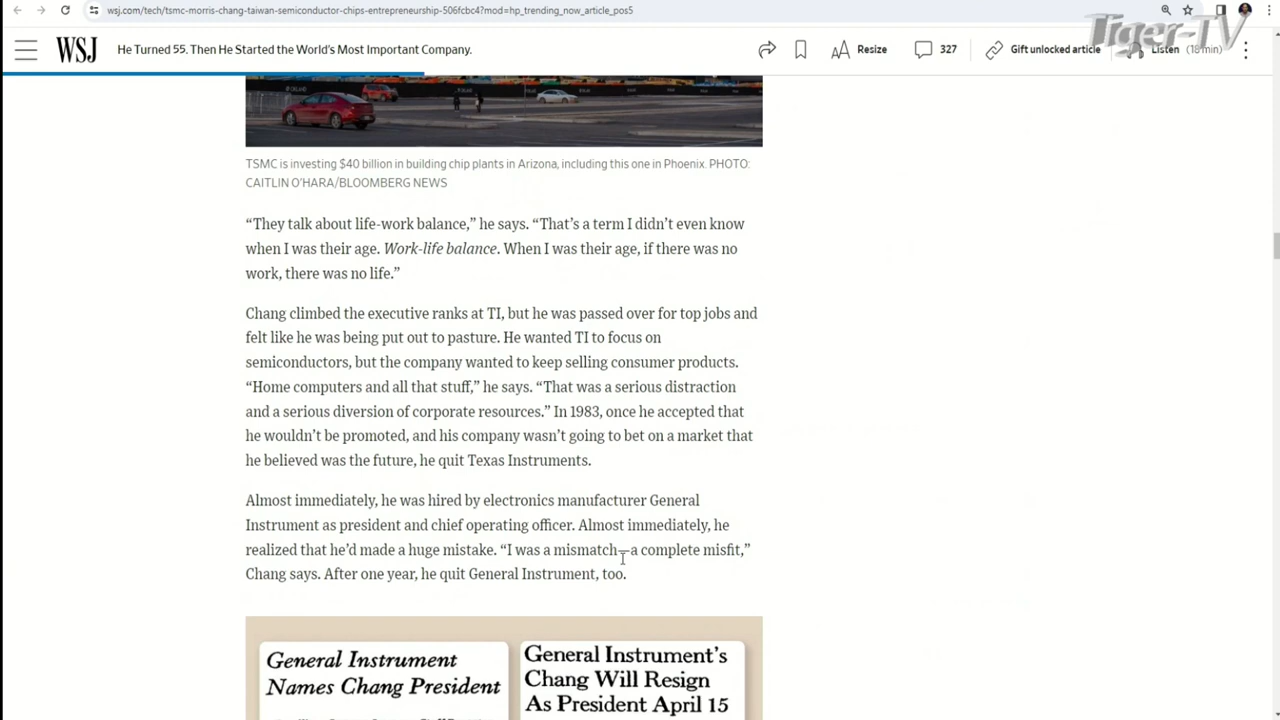 wsj.com/tech/tsmc-morris-chang-taiwan-semiconductor-chips-entrepreneurship-506fcbc4?mod=hp_trending_now_article_pos5
Tiger-TV
WSJ He Turned 55. Then He Started the World's Most Important Company. AA Resize 327 Gift unlocked article Listen (18 min)
TSMC is investing $40 billion in building chip plants in Arizona, including this one in Phoenix. PHOTO:
CAITLIN O'HARA/BLOOMBERG NEWS
“They talk about life-work balance,” he says. “That's a term I didn't even know
when I was their age. Work-life balance. When I was their age, if there was no
work, there was no life.”
Chang climbed the executive ranks at TI, but he was passed over for top jobs and
felt like he was being put out to pasture. He wanted TI to focus on
semiconductors, but the company wanted to keep selling consumer products.
“Home computers and all that stuff,” he says. “That was a serious distraction
and a serious diversion of corporate resources.” In 1983, once he accepted that
he wouldn't be promoted, and his company wasn't going to bet on a market that
he believed was the future, he quit Texas Instruments.
Almost immediately, he was hired by electronics manufacturer General
Instrument as president and chief operating officer. Almost immediately, he
realized that he'd made a huge mistake. “I was a mismatch—a complete misfit,”
Chang says. After one year, he quit General Instrument, too.
General Instrument
Names Chang President
General Instrument's
Chang Will Resign
As President April 15